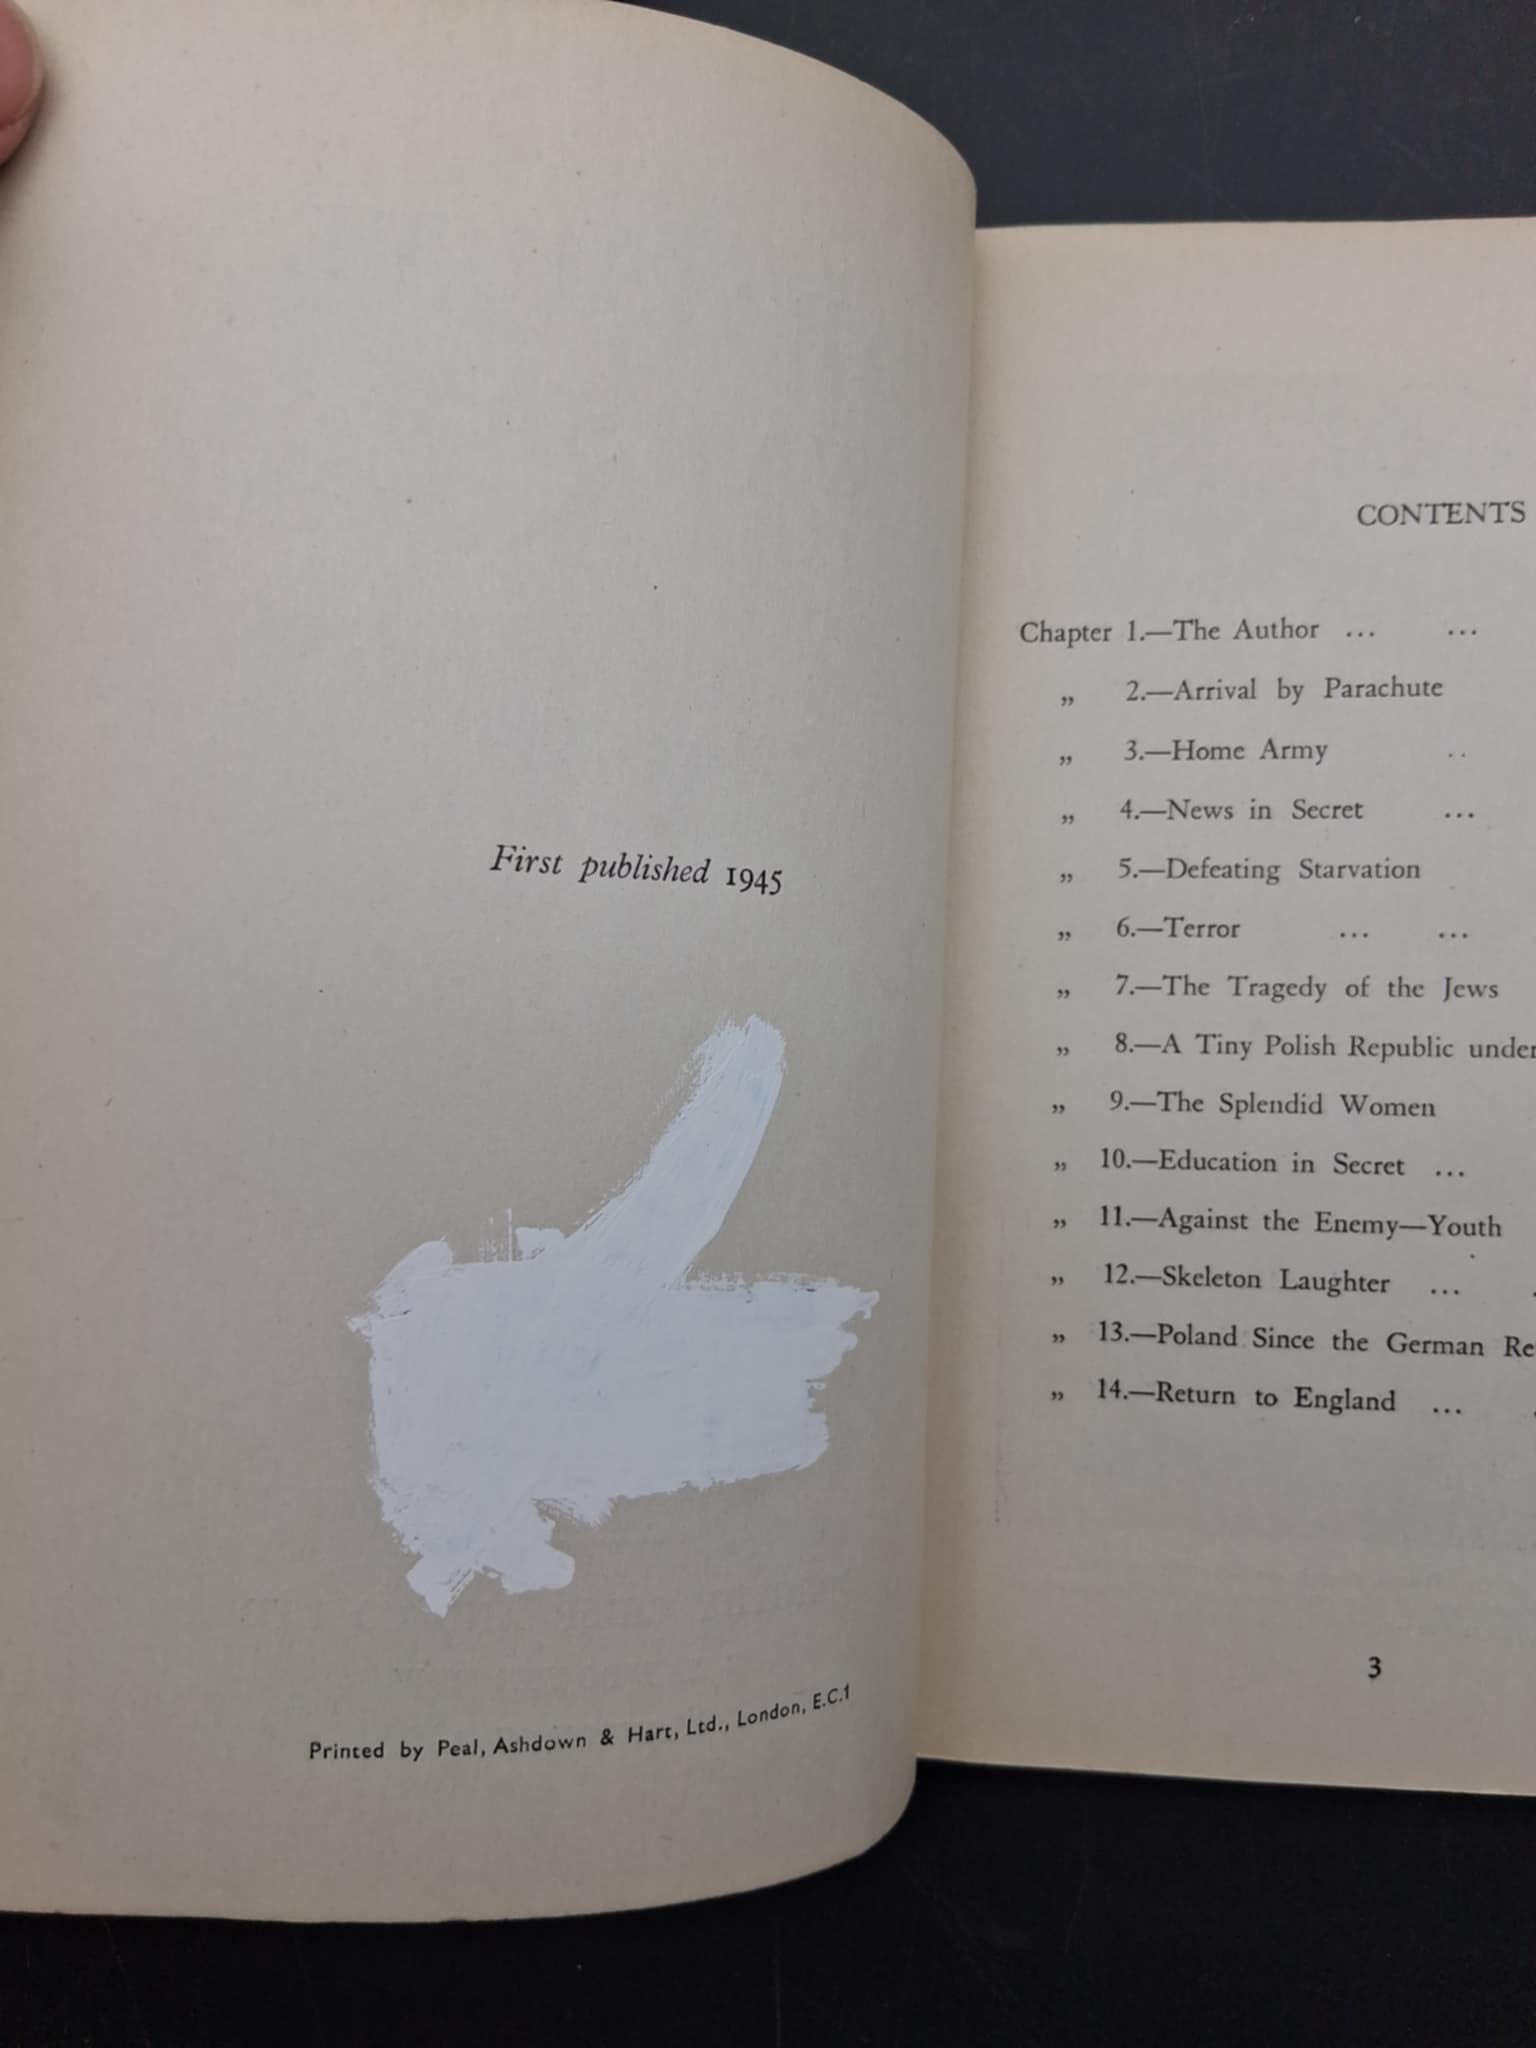 First published 1945
Printed by Peal, Ashdown & Hart, Ltd., London, E.C.1
CONTENTS
Chapter 1.—The Author ... ...
„ 2.—Arrival by Parachute
„ 3.—Home Army ..
„ 4.—News in Secret ...
„ 5.—Defeating Starvation
„ 6.—Terror ... ...
„ 7.—The Tragedy of the Jews
„ 8.—A Tiny Polish Republic under
„ 9.—The Splendid Women
„ 10.—Education in Secret ...
„ 11.—Against the Enemy—Youth
„ 12.—Skeleton Laughter ...
„ 13.—Poland Since the German Re
„ 14.—Return to England ...
3